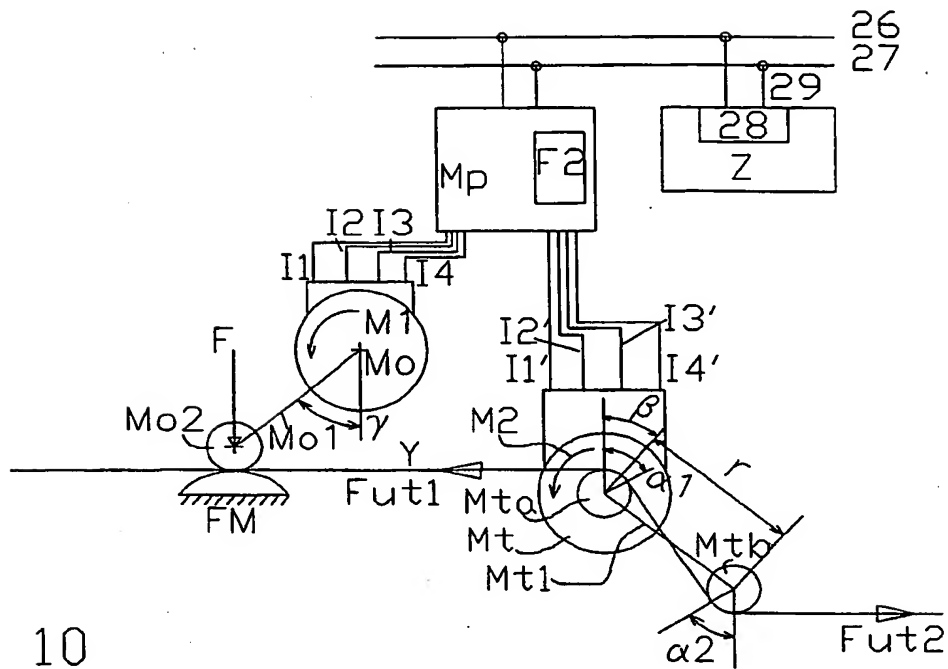 26
27
29
28
Z
Mp
F2
I2 I3
I1
I4
M1
Mo
F
Mo2
Mo1
γ
Y
Fut1
FM
I2'
I3'
I1'
I4'
M2
β
α1
r
Mta
Mt
Mt1
Mtb
α2
Fut2
10